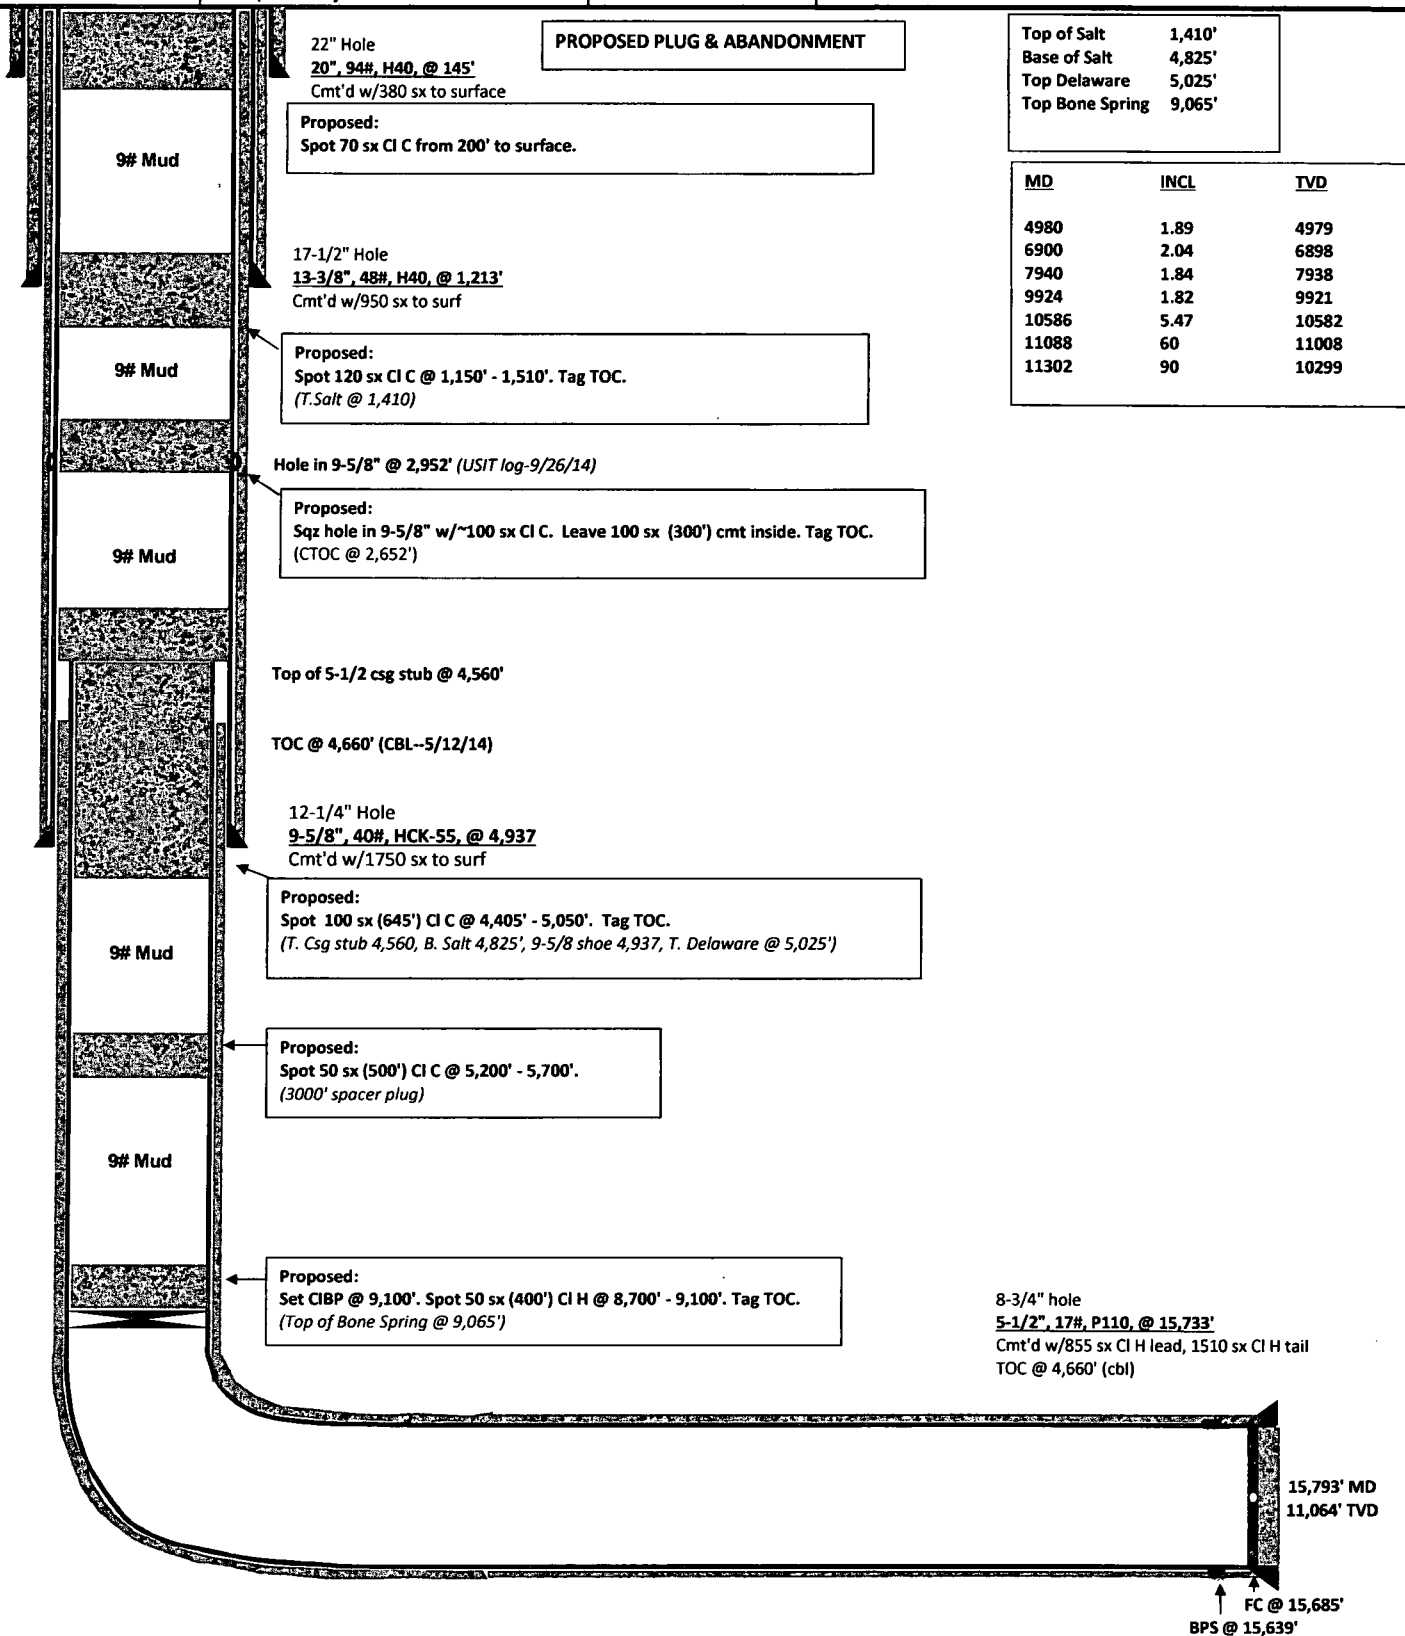 PROPOSED PLUG & ABANDONMENT
22" Hole
20", 94#, H40, @ 145'
Cmt'd w/380 sx to surface
Proposed:
Spot 70 sx Cl C from 200' to surface.
Top of Salt 1,410'
Base of Salt 4,825'
Top Delaware 5,025'
Top Bone Spring 9,065'
MD INCL TVD
4980 1.89 4979
6900 2.04 6898
7940 1.84 7938
9924 1.82 9921
10586 5.47 10582
11088 60 11008
11302 90 10299
9# Mud
17-1/2" Hole
13-3/8", 48#, H40, @ 1,213'
Cmt'd w/950 sx to surf
Proposed:
Spot 120 sx Cl C @ 1,150' - 1,510'. Tag TOC.
(T.Salt @ 1,410)
9# Mud
Hole in 9-5/8" @ 2,952' (USIT log-9/26/14)
Proposed:
Sqz hole in 9-5/8" w/~100 sx Cl C. Leave 100 sx (300') cmt inside. Tag TOC.
(CTOC @ 2,652')
9# Mud
Top of 5-1/2 csg stub @ 4,560'
TOC @ 4,660' (CBL--5/12/14)
12-1/4" Hole
9-5/8", 40#, HCK-55, @ 4,937
Cmt'd w/1750 sx to surf
Proposed:
Spot 100 sx (645') Cl C @ 4,405' - 5,050'. Tag TOC.
(T. Csg stub 4,560, B. Salt 4,825', 9-5/8 shoe 4,937, T. Delaware @ 5,025')
9# Mud
Proposed:
Spot 50 sx (500') Cl C @ 5,200' - 5,700'.
(3000' spacer plug)
9# Mud
Proposed:
Set CIBP @ 9,100'. Spot 50 sx (400') Cl H @ 8,700' - 9,100'. Tag TOC.
(Top of Bone Spring @ 9,065')
8-3/4" hole
5-1/2", 17#, P110, @ 15,733'
Cmt'd w/855 sx Cl H lead, 1510 sx Cl H tail
TOC @ 4,660' (cbl)
15,793' MD
11,064' TVD
FC @ 15,685'
BPS @ 15,639'